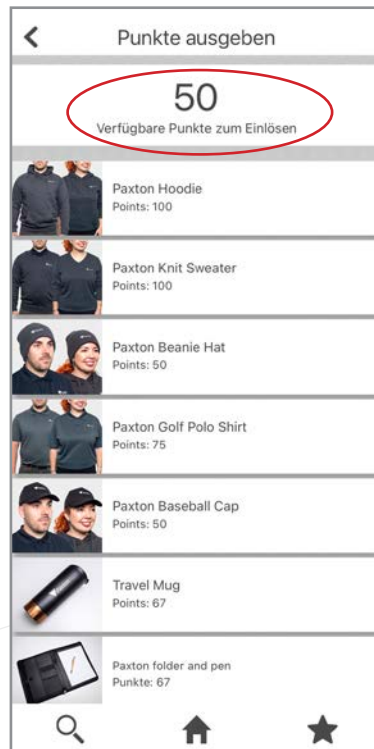 Punkte ausgeben
50
Verfügbare Punkte zum Einlösen
Paxton Hoodie
Points: 100
Paxton Knit Sweater
Points: 100
Paxton Beanie Hat
Points: 50
Paxton Golf Polo Shirt
Points: 75
Paxton Baseball Cap
Points: 50
Travel Mug
Points: 67
Paxton folder and pen
Punkte: 67